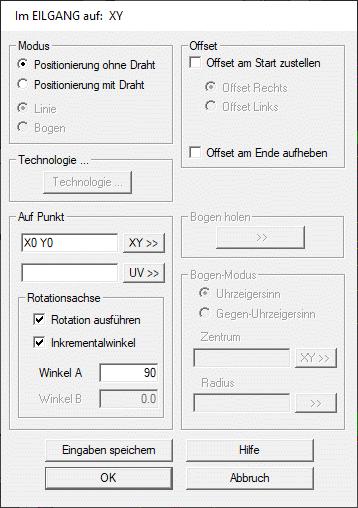 Im EILGANG auf: XY
Modus
Positionierung ohne Draht
Positionierung mit Draht
Linie
Bogen
Technologie ...
Technologie ...
Auf Punkt
X0 Y0
XY >>
UV >>
Rotationsachse
Rotation ausführen
Inkrementalwinkel
Winkel A
90
Winkel B
0.0
Offset
Offset am Start zustellen
Offset Rechts
Offset Links
Offset am Ende aufheben
Bogen holen
>>
Bogen-Modus
Uhrzeigersinn
Gegen-Uhrzeigersinn
Zentrum
XY >>
Radius
>>
Eingaben speichern
Hilfe
OK
Abbruch